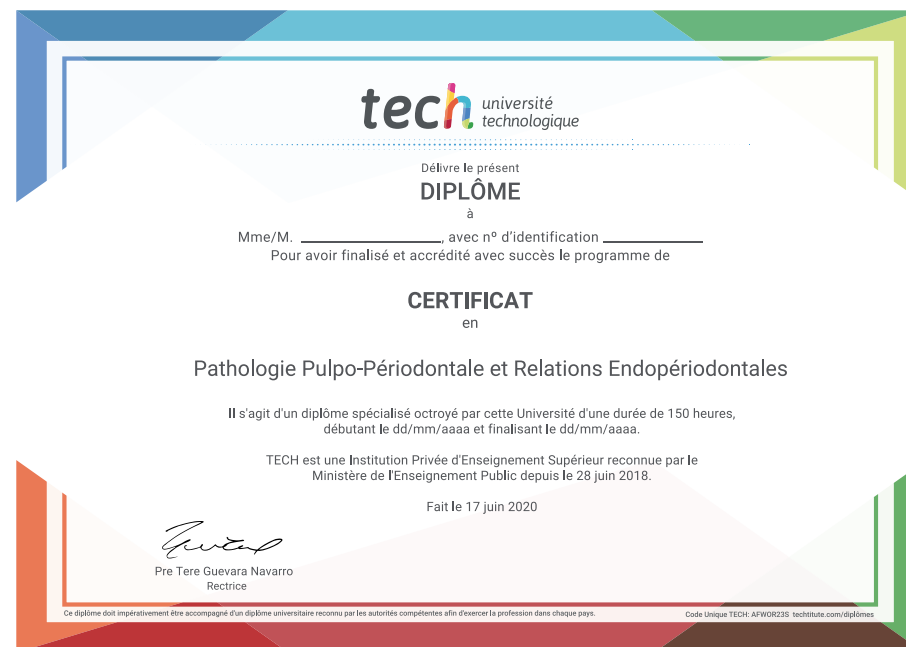 tech université
technologique
Délivre le présent
DIPLÔME
à
Mme/M. ____________________, avec nº d'identification ______________
Pour avoir finalisé et accrédité avec succès le programme de
CERTIFICAT
en
Pathologie Pulpo-Périodontale et Relations Endopériodontales
Il s'agit d'un diplôme spécialisé octroyé par cette Université d'une durée de 150 heures,
débutant le dd/mm/aaaa et finalisant le dd/mm/aaaa.
TECH est une Institution Privée d'Enseignement Supérieur reconnue par le
Ministère de l'Enseignement Public depuis le 28 juin 2018.
Fait le 17 juin 2020
Pre Tere Guevara Navarro
Rectrice
Ce diplôme doit impérativement être accompagné d'un diplôme universitaire reconnu par les autorités compétentes afin d'exercer la profession dans chaque pays.
Code Unique TECH: AFWOR23S techtitute.com/diplômes